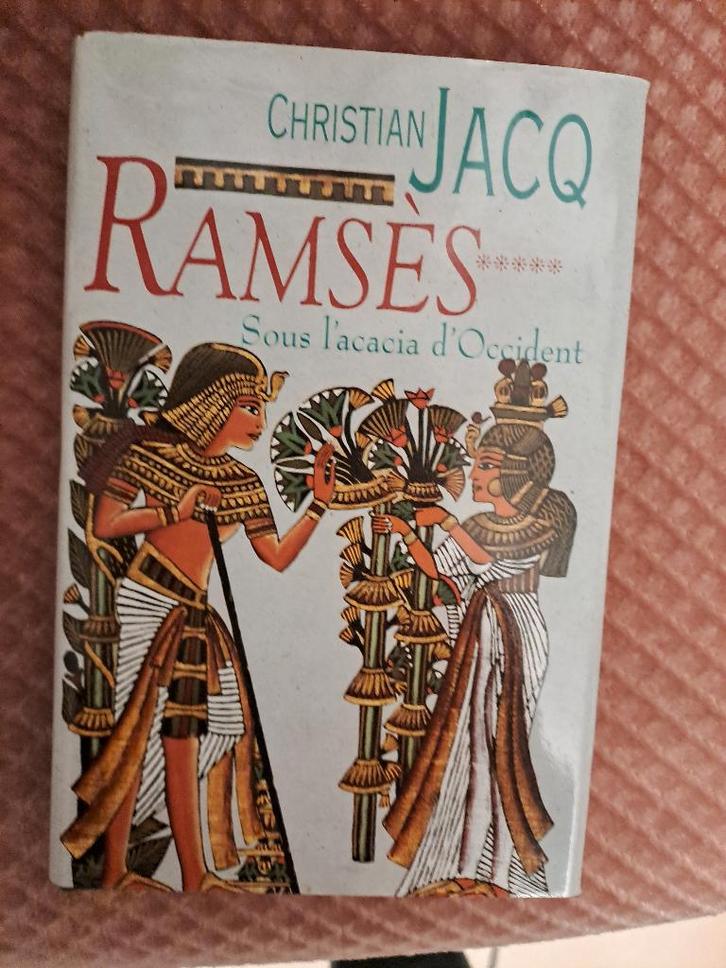 CHRISTIAN JACQ
RAMSÈS*****
Sous l'acacia d'Occident